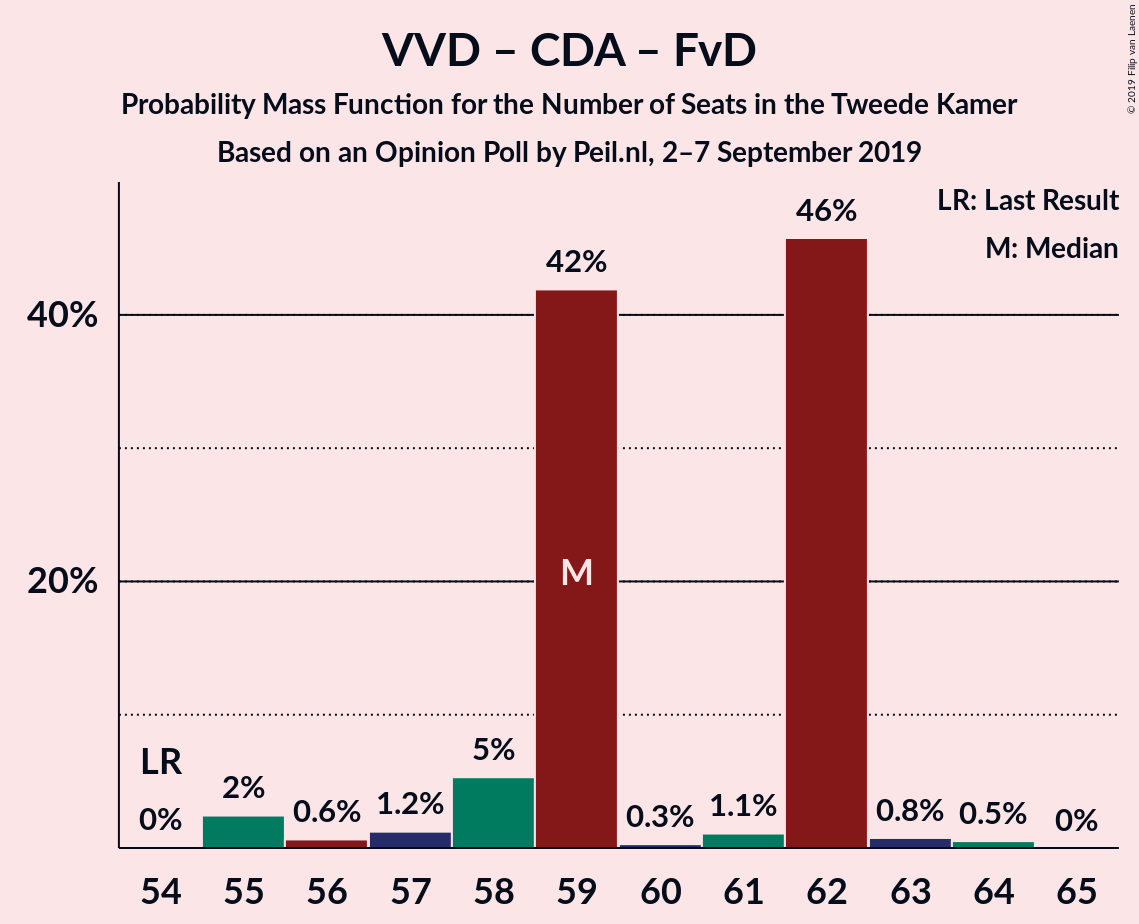 VVD – CDA – FvD
Probability Mass Function for the Number of Seats in the Tweede Kamer
Based on an Opinion Poll by Peil.nl, 2–7 September 2019
© 2019 Filip van Laenen
LR: Last Result
M: Median
40%
20%
LR
0%
2%
0.6%
1.2%
5%
42%
M
0.3%
1.1%
46%
0.8%
0.5%
0%
54 55 56 57 58 59 60 61 62 63 64 65